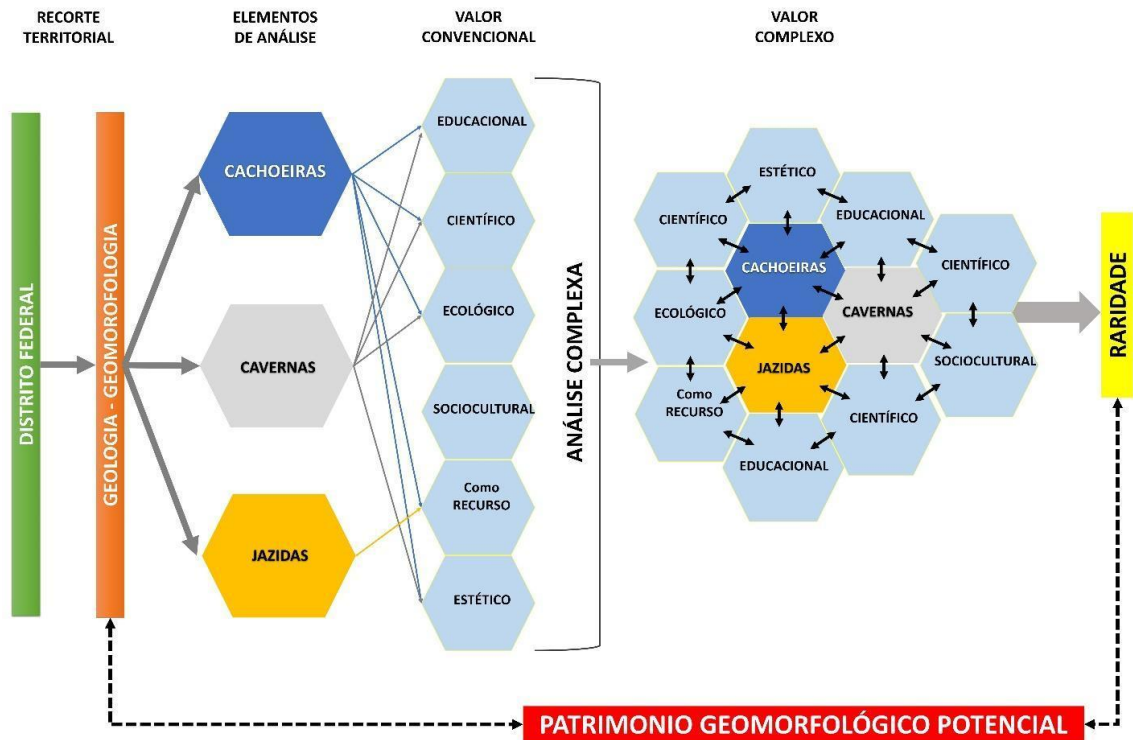 RECORTE
TERRITORIAL
ELEMENTOS
DE ANÁLISE
VALOR
CONVENCIONAL
VALOR
COMPLEXO
DISTRITO FEDERAL
GEOLOGIA - GEOMOROFOLOGIA
CACHOEIRAS
CAVERNAS
JAZIDAS
EDUCACIONAL
CIENTÍFICO
ECOLÓGICO
SOCIOCULTURAL
Como
RECURSO
ESTÉTICO
ANÁLISE COMPLEXA
ESTÉTICO
CIENTÍFICO
EDUCACIONAL
CACHOEIRAS
CIENTÍFICO
ECOLÓGICO
CAVERNAS
JAZIDAS
SOCIOCULTURAL
Como
RECURSO
CIENTÍFICO
EDUCACIONAL
RARIDADE
PATRIMONIO GEOMORFOLÓGICO POTENCIAL